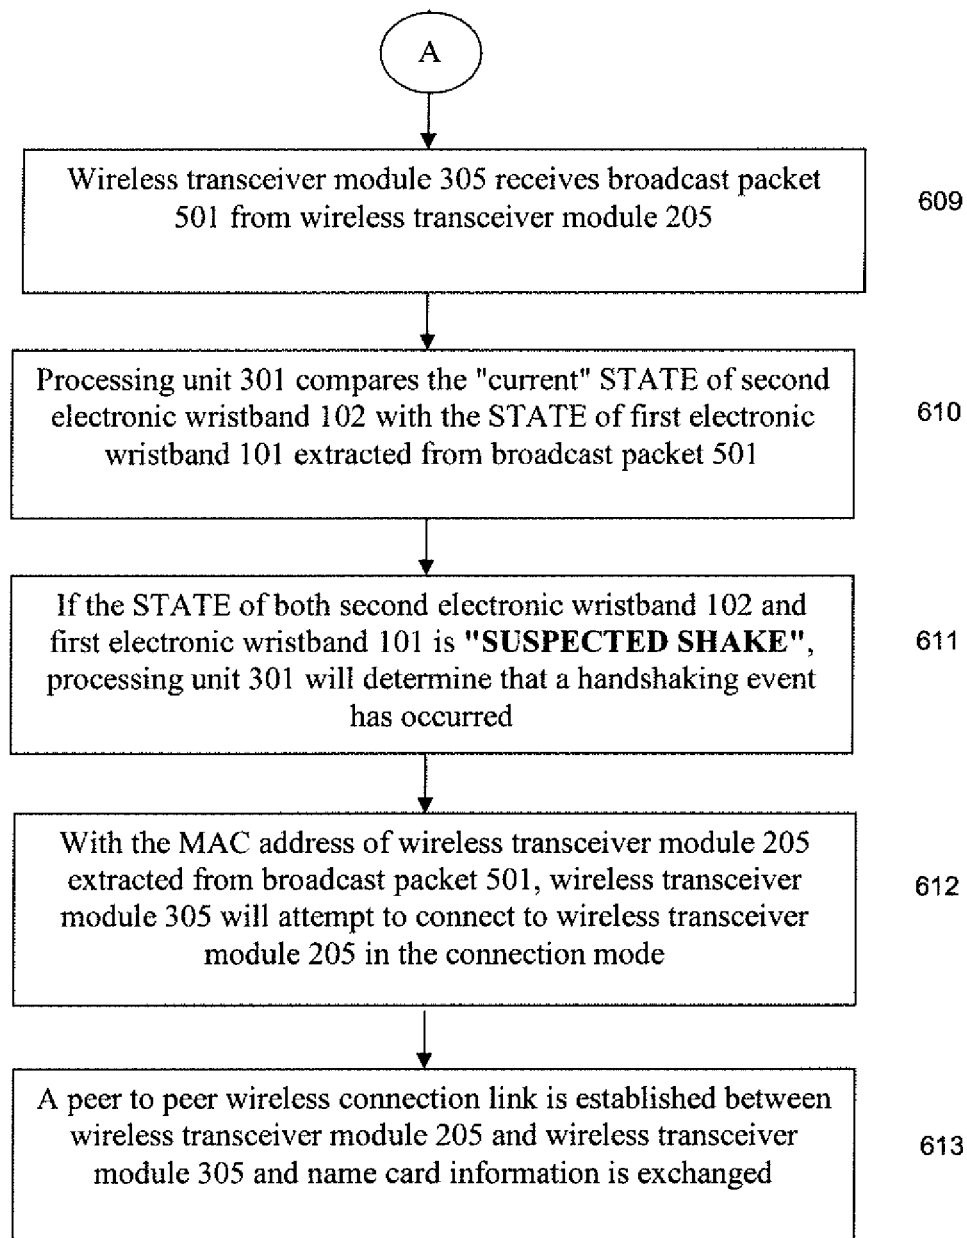 A
Wireless transceiver module 305 receives broadcast packet
501 from wireless transceiver module 205
609
Processing unit 301 compares the "current" STATE of second
electronic wristband 102 with the STATE of first electronic
wristband 101 extracted from broadcast packet 501
610
If the STATE of both second electronic wristband 102 and
first electronic wristband 101 is "SUSPECTED SHAKE",
processing unit 301 will determine that a handshaking event
has occurred
611
With the MAC address of wireless transceiver module 205
extracted from broadcast packet 501, wireless transceiver
module 305 will attempt to connect to wireless transceiver
module 205 in the connection mode
612
A peer to peer wireless connection link is established between
wireless transceiver module 205 and wireless transceiver
module 305 and name card information is exchanged
613